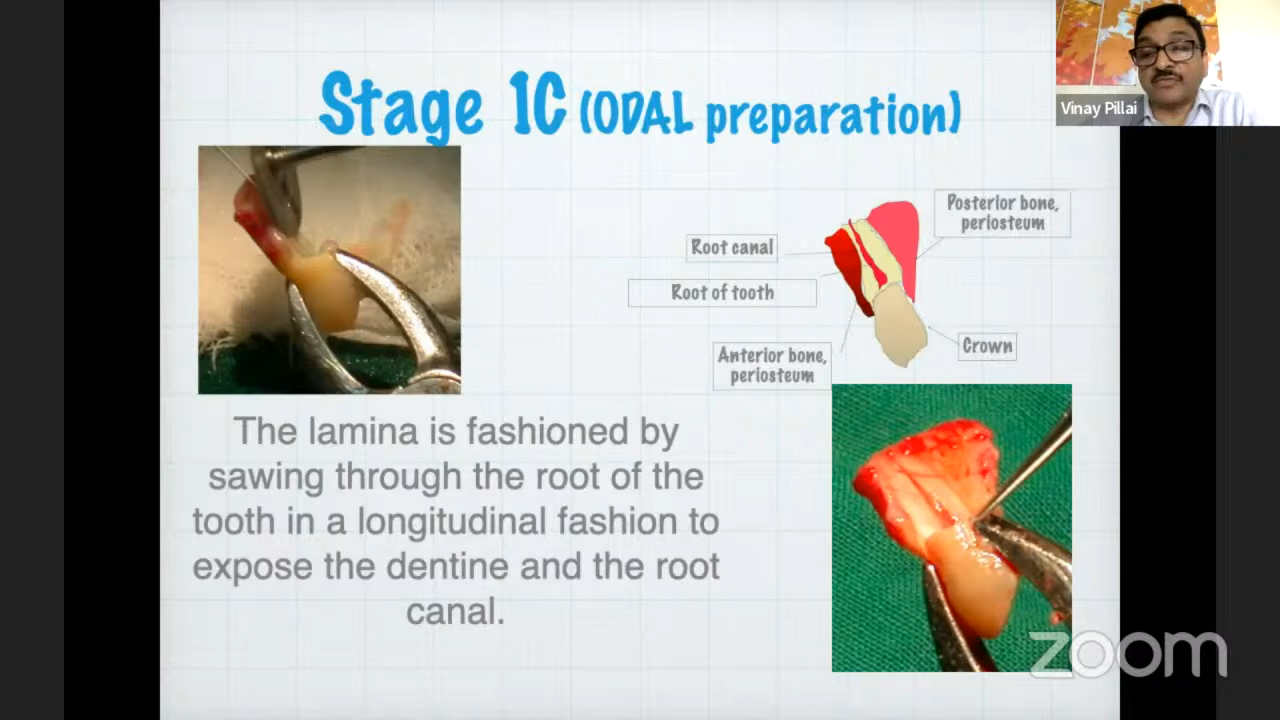 Stage 1C (ODAL preparation)
Vinay Pillai
Posterior bone,
periosteum
Root canal
Root of tooth
Anterior bone,
periosteum
Crown
The lamina is fashioned by
sawing through the root of the
tooth in a longitudinal fashion to
expose the dentine and the root
canal.
zoom